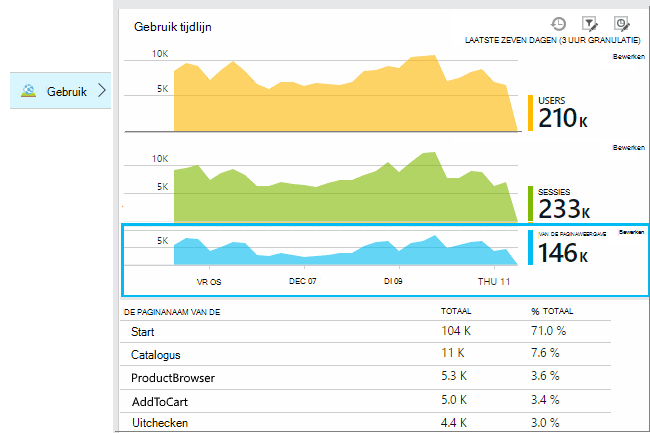 Gebruik tijdlijn
LAATSTE ZEVEN DAGEN (3 UUR GRANULATIE)
Gebruik
Bewerken
10K
5K
USERS
210 K
Bewerken
10K
5K
SESSIES
233 K
5K
VAN DE PAGINAWEERGAVE
Bewerken
146 K
VR OS
DEC 07
DI 09
THU 11
DE PAGINANAAM VAN DE TOTAAL % TOTAAL
Start 104 K 71.0 %
Catalogus 11 K 7.6 %
ProductBrowser 5.3 K 3.6 %
AddToCart 5.0 K 3.4 %
Uitchecken 4.4 K 3.0 %